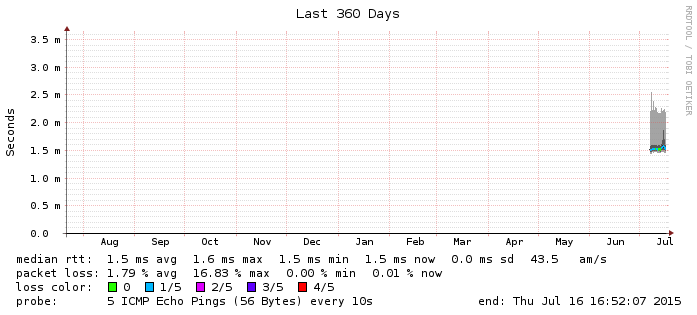 Last 360 Days
RRDTOOL / TOBI OETIKER
Seconds
3.5 m
3.0 m
2.5 m
2.0 m
1.5 m
1.0 m
0.5 m
0.0
Aug Sep Oct Nov Dec Jan Feb Mar Apr May Jun Jul
median rtt: 1.5 ms avg 1.6 ms max 1.5 ms min 1.5 ms now 0.0 ms sd 43.5 am/s
packet loss: 1.79 % avg 16.83 % max 0.00 % min 0.01 % now
loss color: 0 1/5 2/5 3/5 4/5
probe: 5 ICMP Echo Pings (56 Bytes) every 10s end: Thu Jul 16 16:52:07 2015